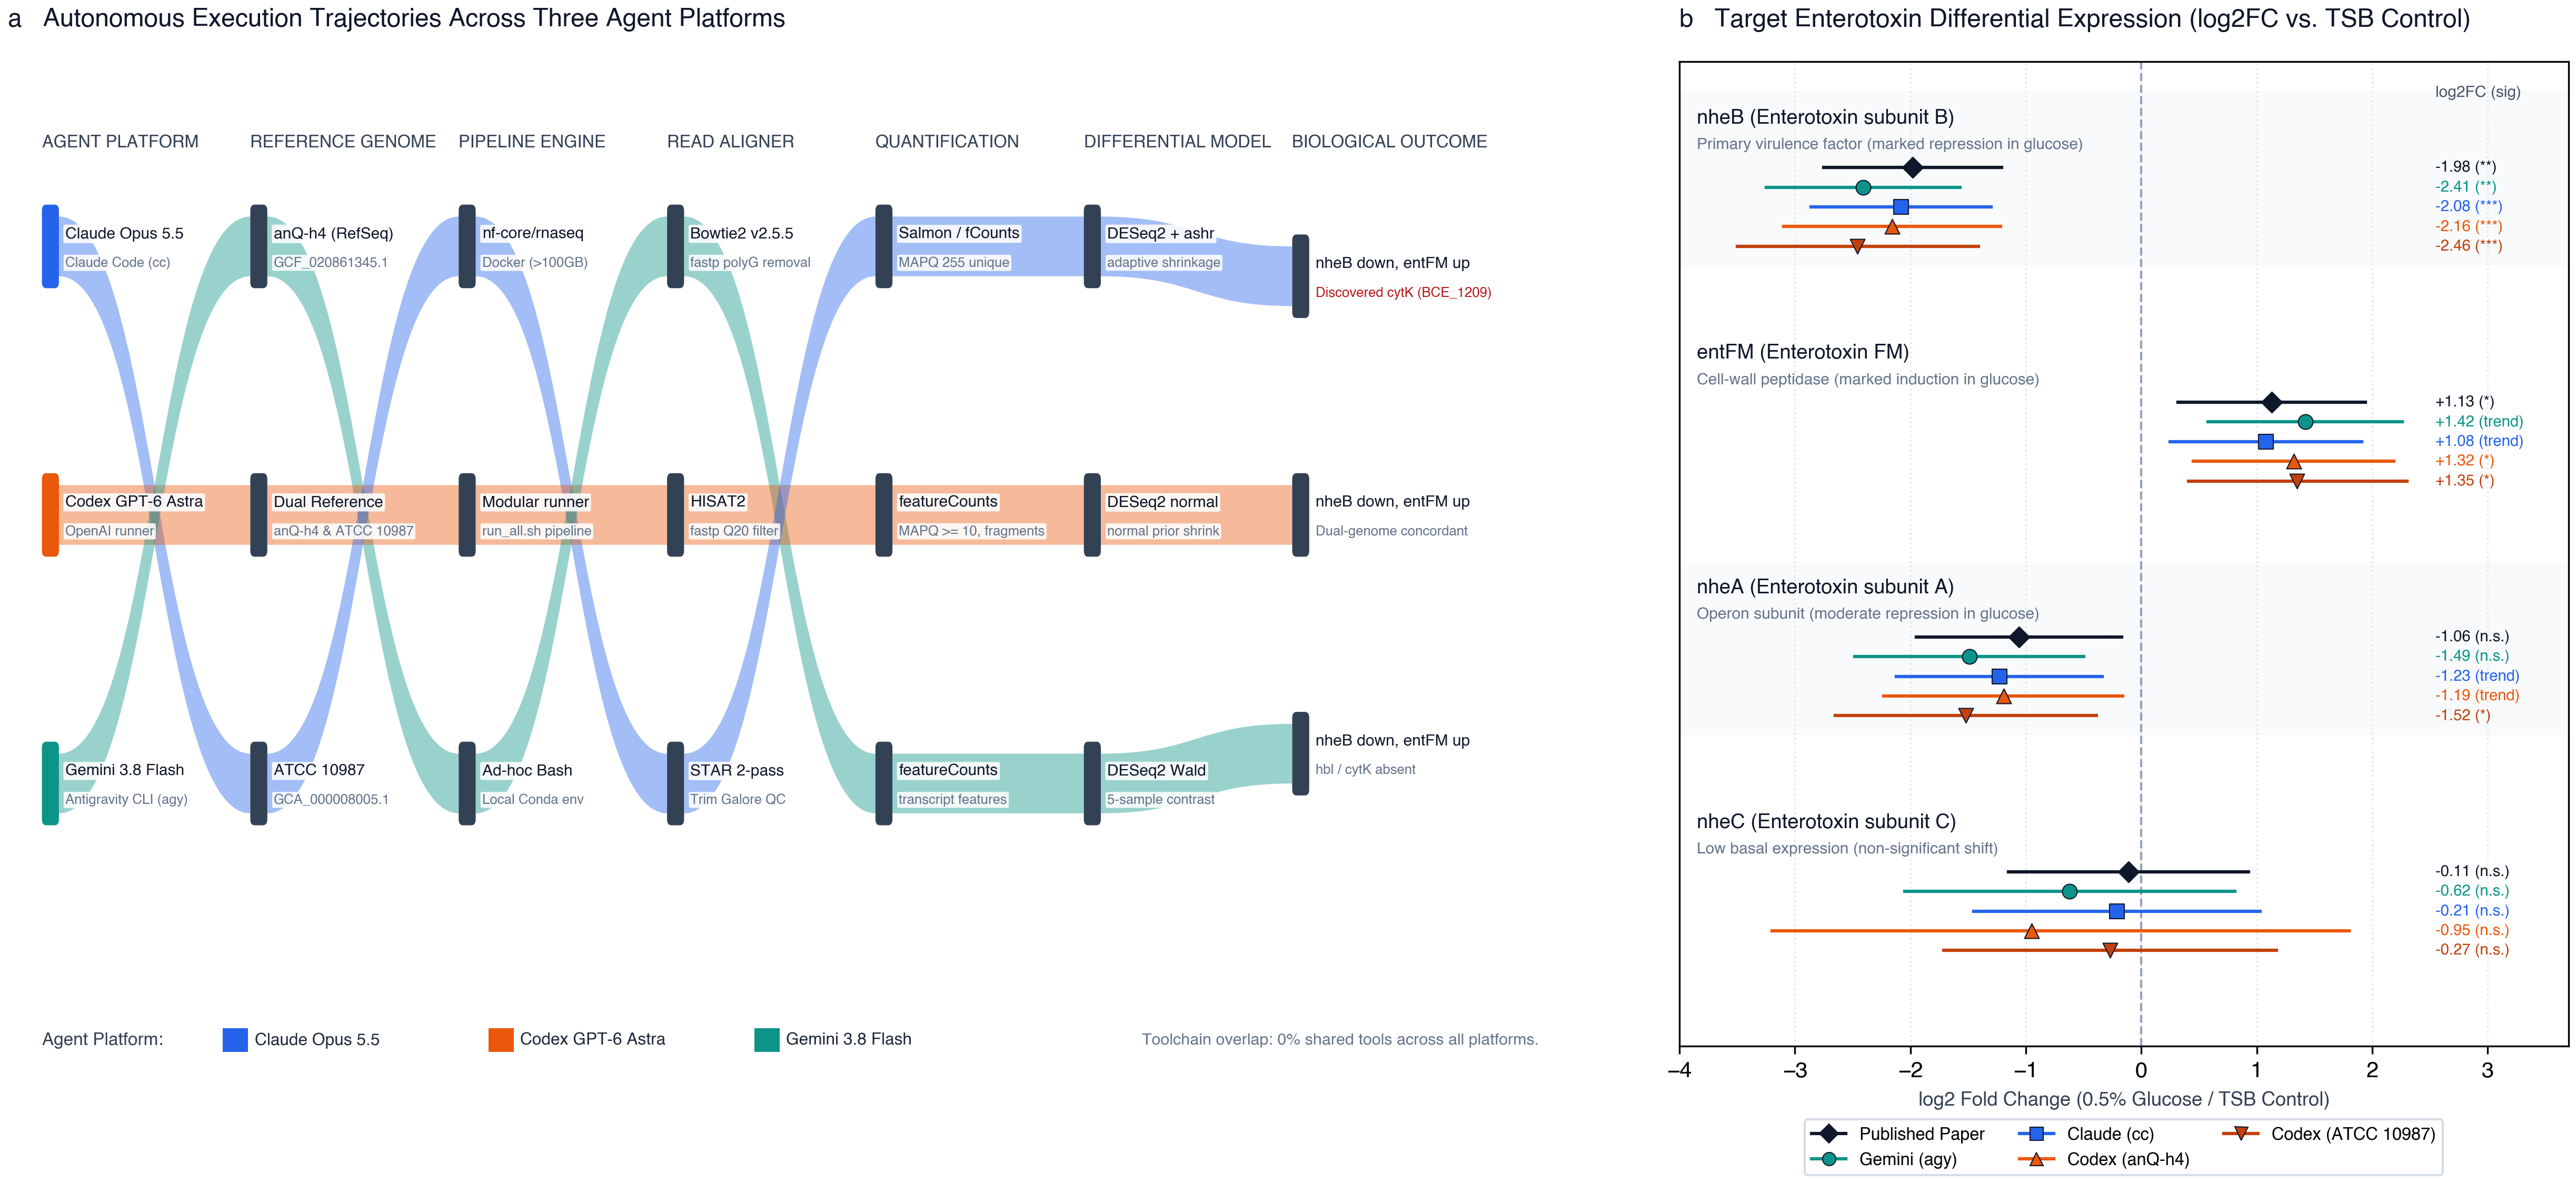 a Autonomous Execution Trajectories Across Three Agent Platforms
AGENT PLATFORM
REFERENCE GENOME
PIPELINE ENGINE
READ ALIGNER
QUANTIFICATION
DIFFERENTIAL MODEL
BIOLOGICAL OUTCOME
Claude Opus 5.5
Claude Code (cc)
anQ-h4 (RefSeq)
GCF_020861345.1
nf-core/rnaseq
Docker (>100GB)
Bowtie2 v2.5.5
fastp polyG removal
Salmon / fCounts
MAPQ 255 unique
DESeq2 + ashr
adaptive shrinkage
nheB down, entFM up
Discovered cytK (BCE_1209)
Codex GPT-6 Astra
OpenAI runner
Dual Reference
anQ-h4 & ATCC 10987
Modular runner
run_all.sh pipeline
HISAT2
fastp Q20 filter
featureCounts
MAPQ >= 10, fragments
DESeq2 normal
normal prior shrink
nheB down, entFM up
Dual-genome concordant
Gemini 3.8 Flash
Antigravity CLI (agy)
ATCC 10987
GCA_000008005.1
Ad-hoc Bash
Local Conda env
STAR 2-pass
Trim Galore QC
featureCounts
transcript features
DESeq2 Wald
5-sample contrast
nheB down, entFM up
hbl / cytK absent
Agent Platform:
Claude Opus 5.5
Codex GPT-6 Astra
Gemini 3.8 Flash
Toolchain overlap: 0% shared tools across all platforms.
b Target Enterotoxin Differential Expression (log2FC vs. TSB Control)
log2FC (sig)
nheB (Enterotoxin subunit B)
Primary virulence factor (marked repression in glucose)
-1.98 (**)
-2.41 (**)
-2.08 (***)
-2.16 (***)
-2.46 (***)
entFM (Enterotoxin FM)
Cell-wall peptidase (marked induction in glucose)
+1.13 (*)
+1.42 (trend)
+1.08 (trend)
+1.32 (*)
+1.35 (*)
nheA (Enterotoxin subunit A)
Operon subunit (moderate repression in glucose)
-1.06 (n.s.)
-1.49 (n.s.)
-1.23 (trend)
-1.19 (trend)
-1.52 (*)
nheC (Enterotoxin subunit C)
Low basal expression (non-significant shift)
-0.11 (n.s.)
-0.62 (n.s.)
-0.21 (n.s.)
-0.95 (n.s.)
-0.27 (n.s.)
−4 −3 −2 −1 0 1 2 3
log2 Fold Change (0.5% Glucose / TSB Control)
Published Paper
Gemini (agy)
Claude (cc)
Codex (anQ-h4)
Codex (ATCC 10987)